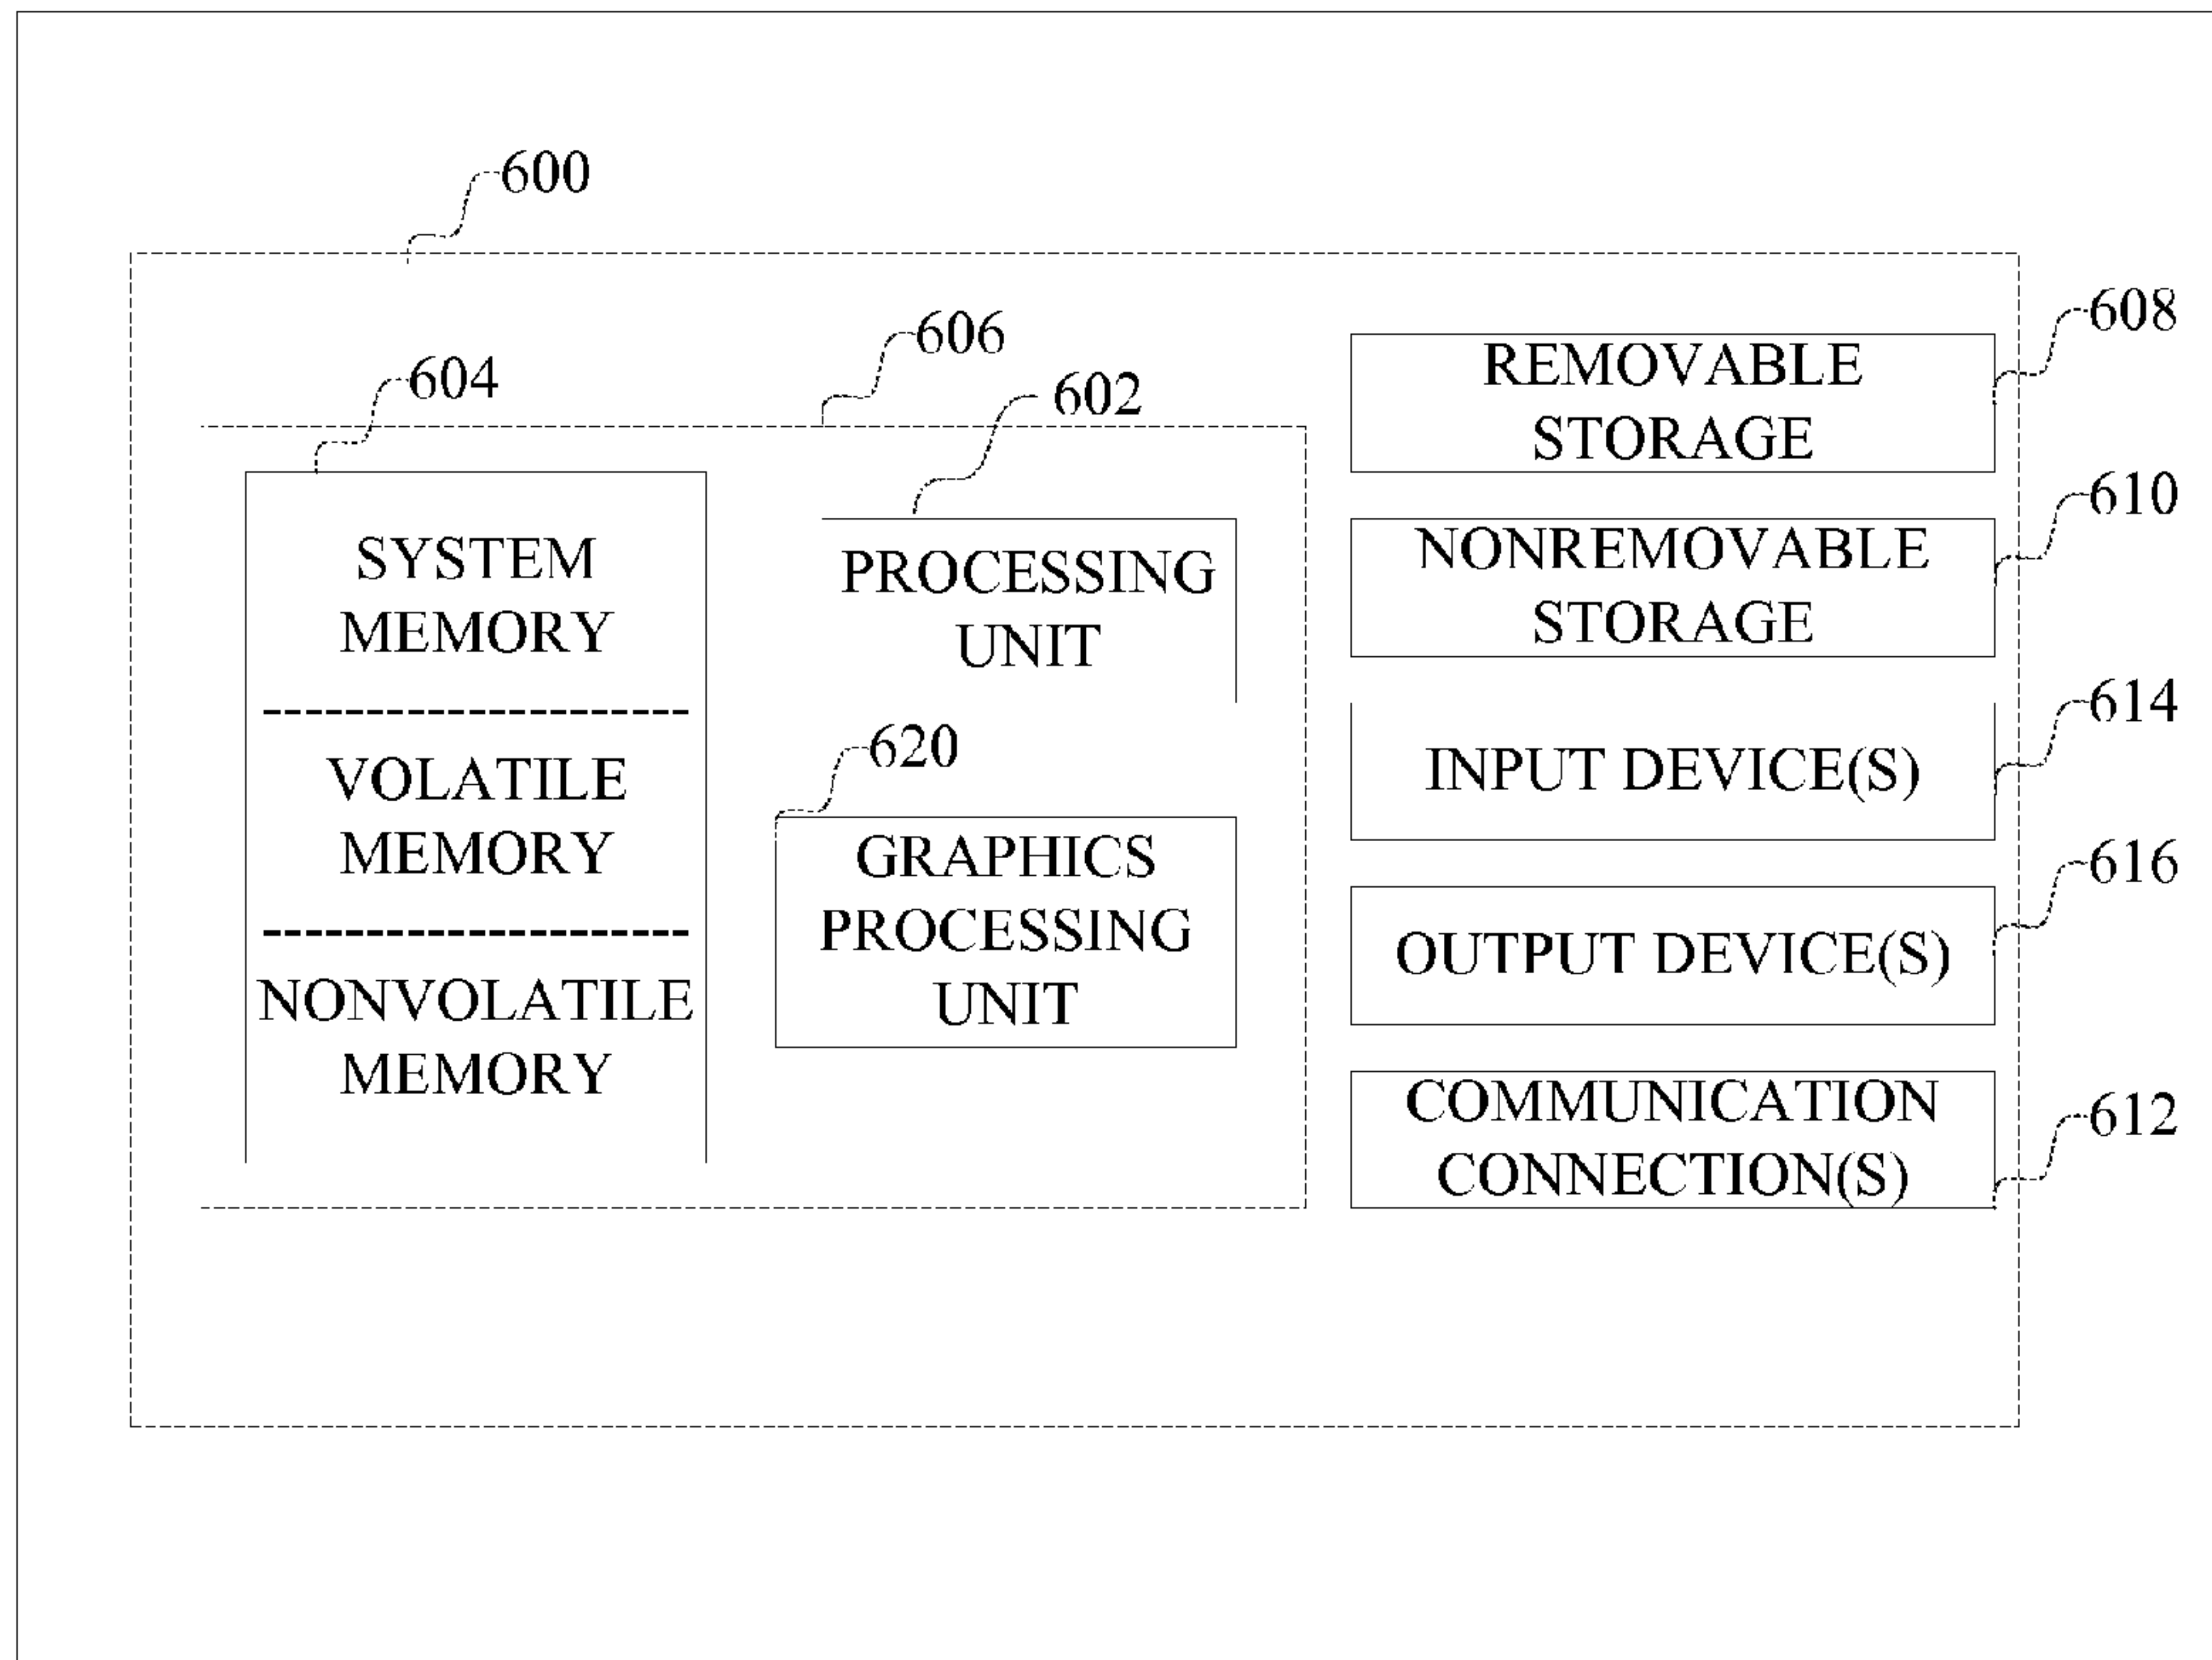 600
606
604
602
SYSTEM
MEMORY
VOLATILE
MEMORY
NONVOLATILE
MEMORY
PROCESSING
UNIT
620
GRAPHICS
PROCESSING
UNIT
608
REMOVABLE
STORAGE
610
NONREMOVABLE
STORAGE
614
INPUT DEVICE(S)
616
OUTPUT DEVICE(S)
612
COMMUNICATION
CONNECTION(S)